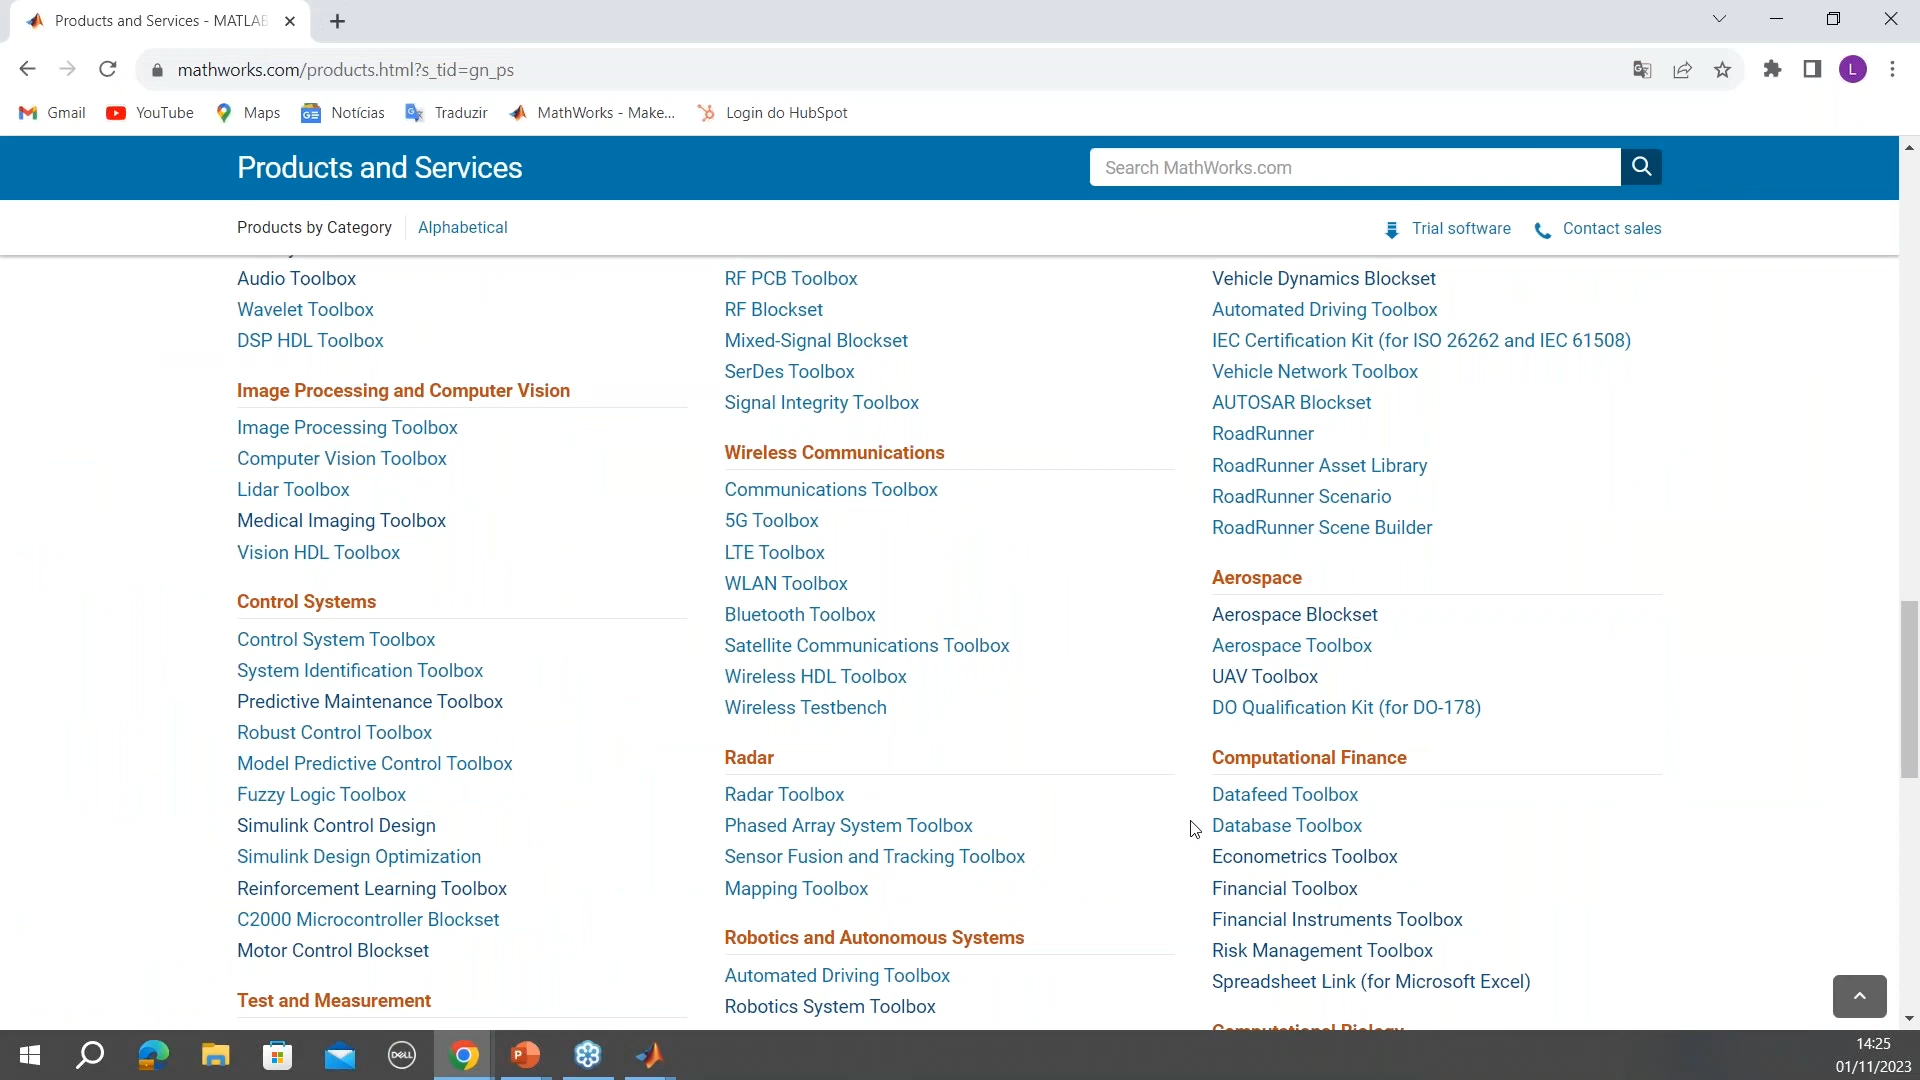 Products and Services - MATLAB
mathworks.com/products.html?s_tid=gn_ps
L
Gmail
YouTube
Maps
Notícias
Traduzir
MathWorks - Make...
Login do HubSpot
Products and Services
Search MathWorks.com
Products by Category
Alphabetical
Trial software
Contact sales
Audio Toolbox
Wavelet Toolbox
DSP HDL Toolbox
Image Processing and Computer Vision
Image Processing Toolbox
Computer Vision Toolbox
Lidar Toolbox
Medical Imaging Toolbox
Vision HDL Toolbox
Control Systems
Control System Toolbox
System Identification Toolbox
Predictive Maintenance Toolbox
Robust Control Toolbox
Model Predictive Control Toolbox
Fuzzy Logic Toolbox
Simulink Control Design
Simulink Design Optimization
Reinforcement Learning Toolbox
C2000 Microcontroller Blockset
Motor Control Blockset
Test and Measurement
RF PCB Toolbox
RF Blockset
Mixed-Signal Blockset
SerDes Toolbox
Signal Integrity Toolbox
Wireless Communications
Communications Toolbox
5G Toolbox
LTE Toolbox
WLAN Toolbox
Bluetooth Toolbox
Satellite Communications Toolbox
Wireless HDL Toolbox
Wireless Testbench
Radar
Radar Toolbox
Phased Array System Toolbox
Sensor Fusion and Tracking Toolbox
Mapping Toolbox
Robotics and Autonomous Systems
Automated Driving Toolbox
Robotics System Toolbox
Vehicle Dynamics Blockset
Automated Driving Toolbox
IEC Certification Kit (for ISO 26262 and IEC 61508)
Vehicle Network Toolbox
AUTOSAR Blockset
RoadRunner
RoadRunner Asset Library
RoadRunner Scenario
RoadRunner Scene Builder
Aerospace
Aerospace Blockset
Aerospace Toolbox
UAV Toolbox
DO Qualification Kit (for DO-178)
Computational Finance
Datafeed Toolbox
Database Toolbox
Econometrics Toolbox
Financial Toolbox
Financial Instruments Toolbox
Risk Management Toolbox
Spreadsheet Link (for Microsoft Excel)
Computational Biology
DELL
14:25
01/11/2023